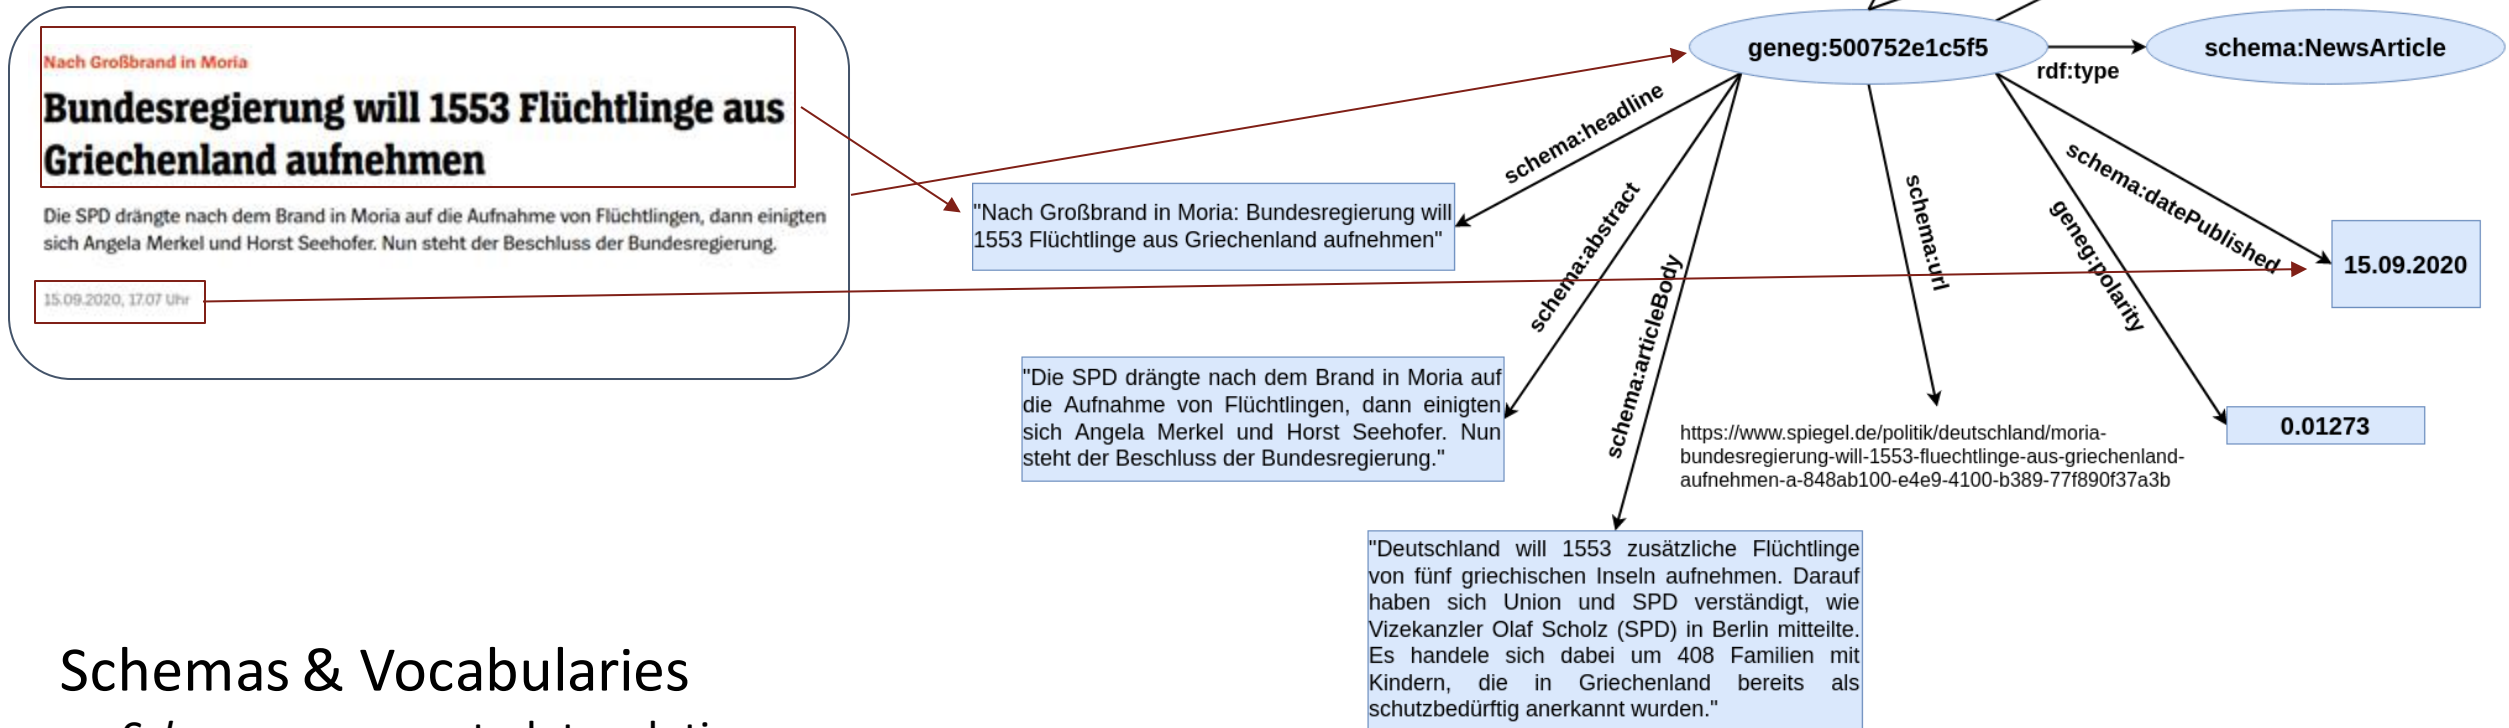 Nach Großbrand in Moria
Bundesregierung will 1553 Flüchtlinge aus
Griechenland aufnehmen
Die SPD drängte nach dem Brand in Moria auf die Aufnahme von Flüchtlingen, dann einigten
sich Angela Merkel und Horst Seehofer. Nun steht der Beschluss der Bundesregierung.
15.09.2020, 17.07 Uhr
geneg:500752e1c5f5
rdf:type
schema:NewsArticle
schema:headline
schema:abstract
schema:articleBody
schema:url
geneg:polarity
schema:datePublished
"Nach Großbrand in Moria: Bundesregierung will
1553 Flüchtlinge aus Griechenland aufnehmen"
15.09.2020
"Die SPD drängte nach dem Brand in Moria auf
die Aufnahme von Flüchtlingen, dann einigten
sich Angela Merkel und Horst Seehofer. Nun
steht der Beschluss der Bundesregierung."
https://www.spiegel.de/politik/deutschland/moria-
bundesregierung-will-1553-fluechtlinge-aus-griechenland-
aufnehmen-a-848ab100-e4e9-4100-b389-77f890f37a3b
0.01273
"Deutschland will 1553 zusätzliche Flüchtlinge
von fünf griechischen Inseln aufnehmen. Darauf
haben sich Union und SPD verständigt, wie
Vizekanzler Olaf Scholz (SPD) in Berlin mitteilte.
Es handele sich dabei um 408 Familien mit
Kindern, die in Griechenland bereits als
schutzbedürftig anerkannt wurden."
Schemas & Vocabularies